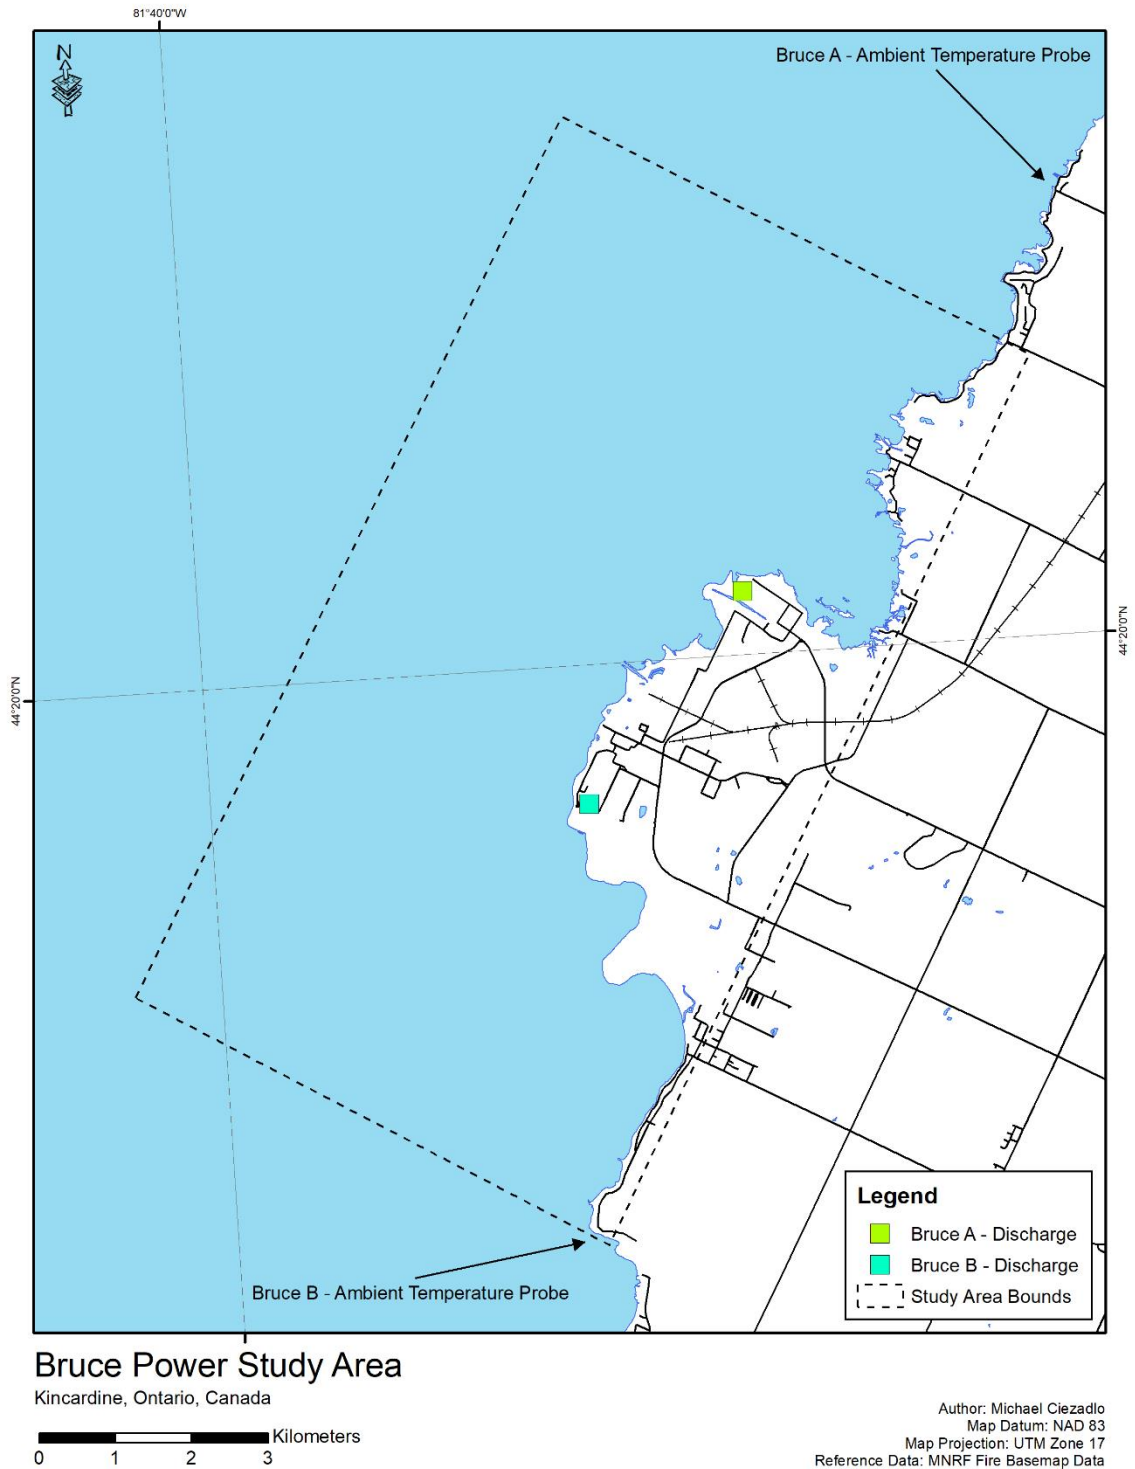 81°40'0"W
N
Bruce A - Ambient Temperature Probe
44°20'0"N
44°20'0"N
Bruce B - Ambient Temperature Probe
Legend
Bruce A - Discharge
Bruce B - Discharge
Study Area Bounds
Bruce Power Study Area
Kincardine, Ontario, Canada
Kilometers
0 1 2 3
Author: Michael Ciezadlo
Map Datum: NAD 83
Map Projection: UTM Zone 17
Reference Data: MNRF Fire Basemap Data